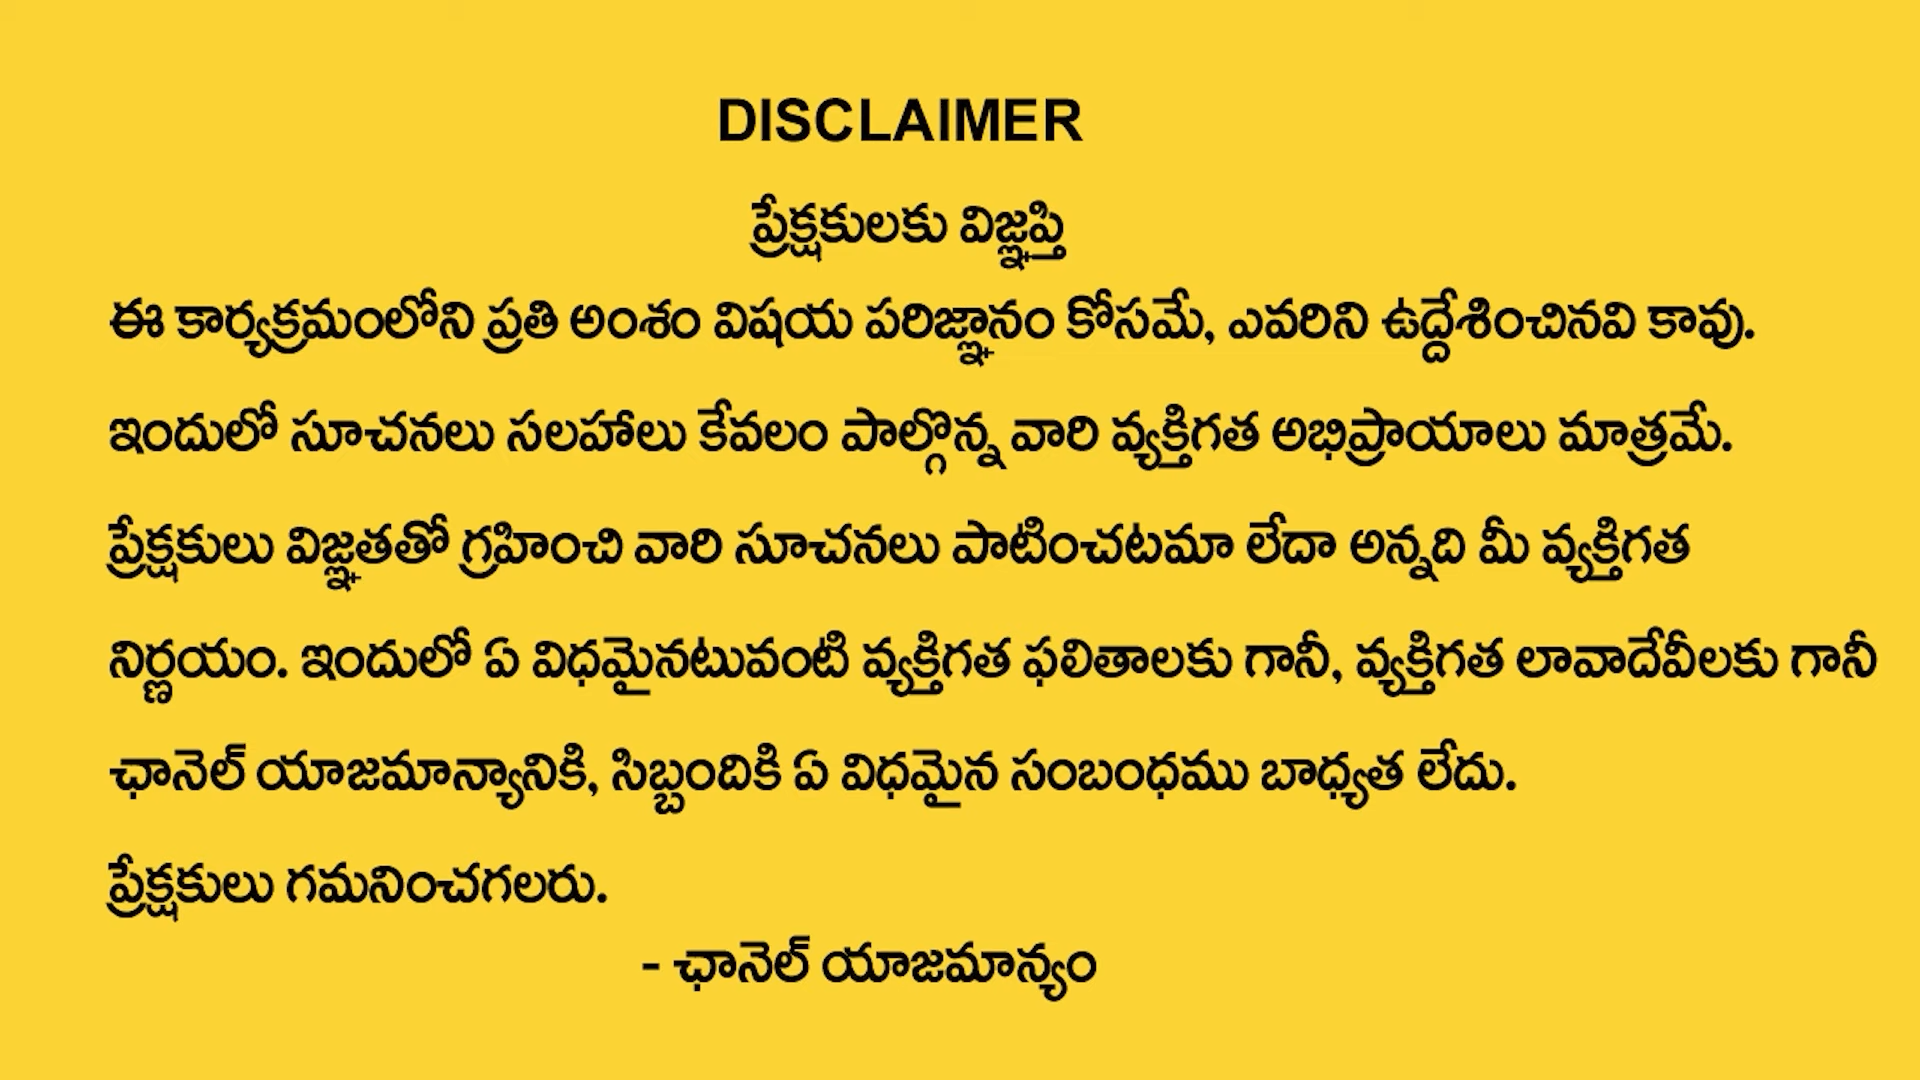 DISCLAIMER
ప్రేక్షకులకు విజ్ఞప్తి
ఈ కార్యక్రమంలోని ప్రతి అంశం విషయ పరిజ్ఞానం కోసమే, ఎవరిని ఉద్దేశించినవి కావు.
ఇందులో సూచనలు సలహాలు కేవలం పాల్గొన్న వారి వ్యక్తిగత అభిప్రాయాలు మాత్రమే.
ప్రేక్షకులు విజ్ఞతతో గ్రహించి వారి సూచనలు పాటించటమా లేదా అన్నది మీ వ్యక్తిగత
నిర్ణయం. ఇందులో ఏ విధమైనటువంటి వ్యక్తిగత ఫలితాలకు గానీ, వ్యక్తిగత లావాదేవీలకు గానీ
ఛానెల్ యాజమాన్యానికి, సిబ్బందికి ఏ విధమైన సంబంధము బాధ్యత లేదు.
ప్రేక్షకులు గమనించగలరు.
- ఛానెల్ యాజమాన్యం